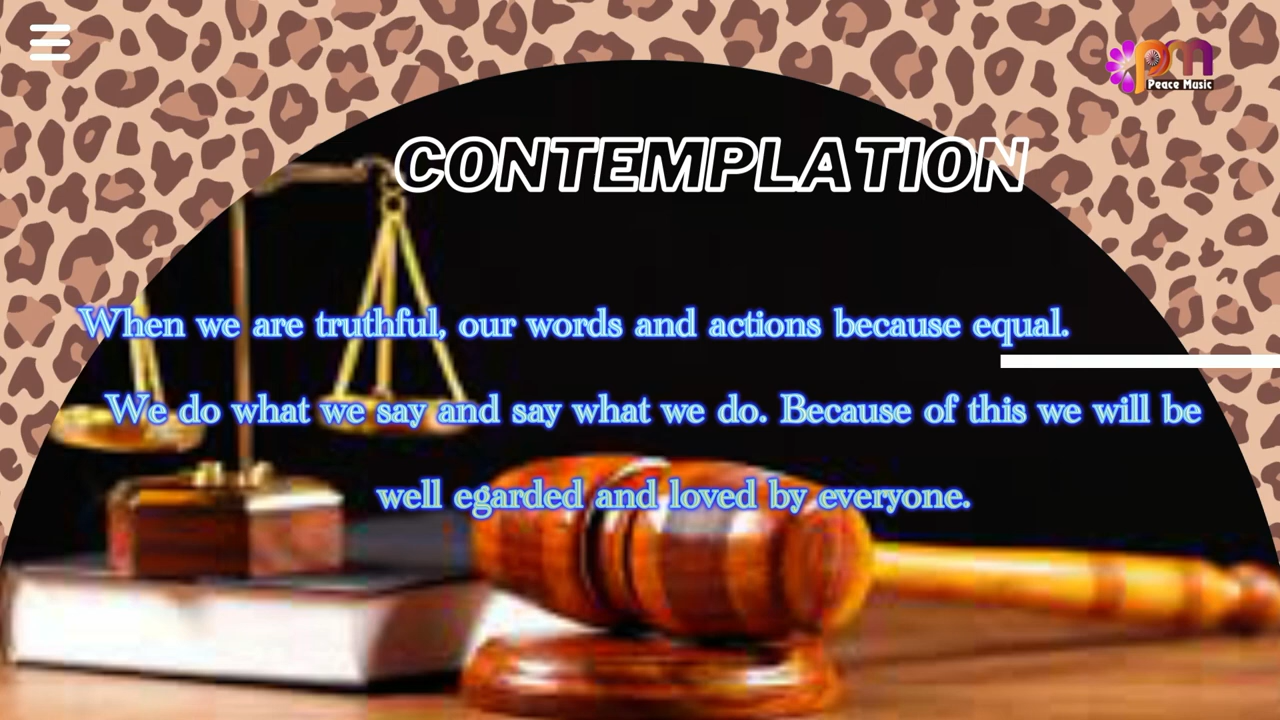 pm
Peace Music
CONTEMPLATION
When we are truthful, our words and actions because equal.
We do what we say and say what we do. Because of this we will be
well egarded and loved by everyone.